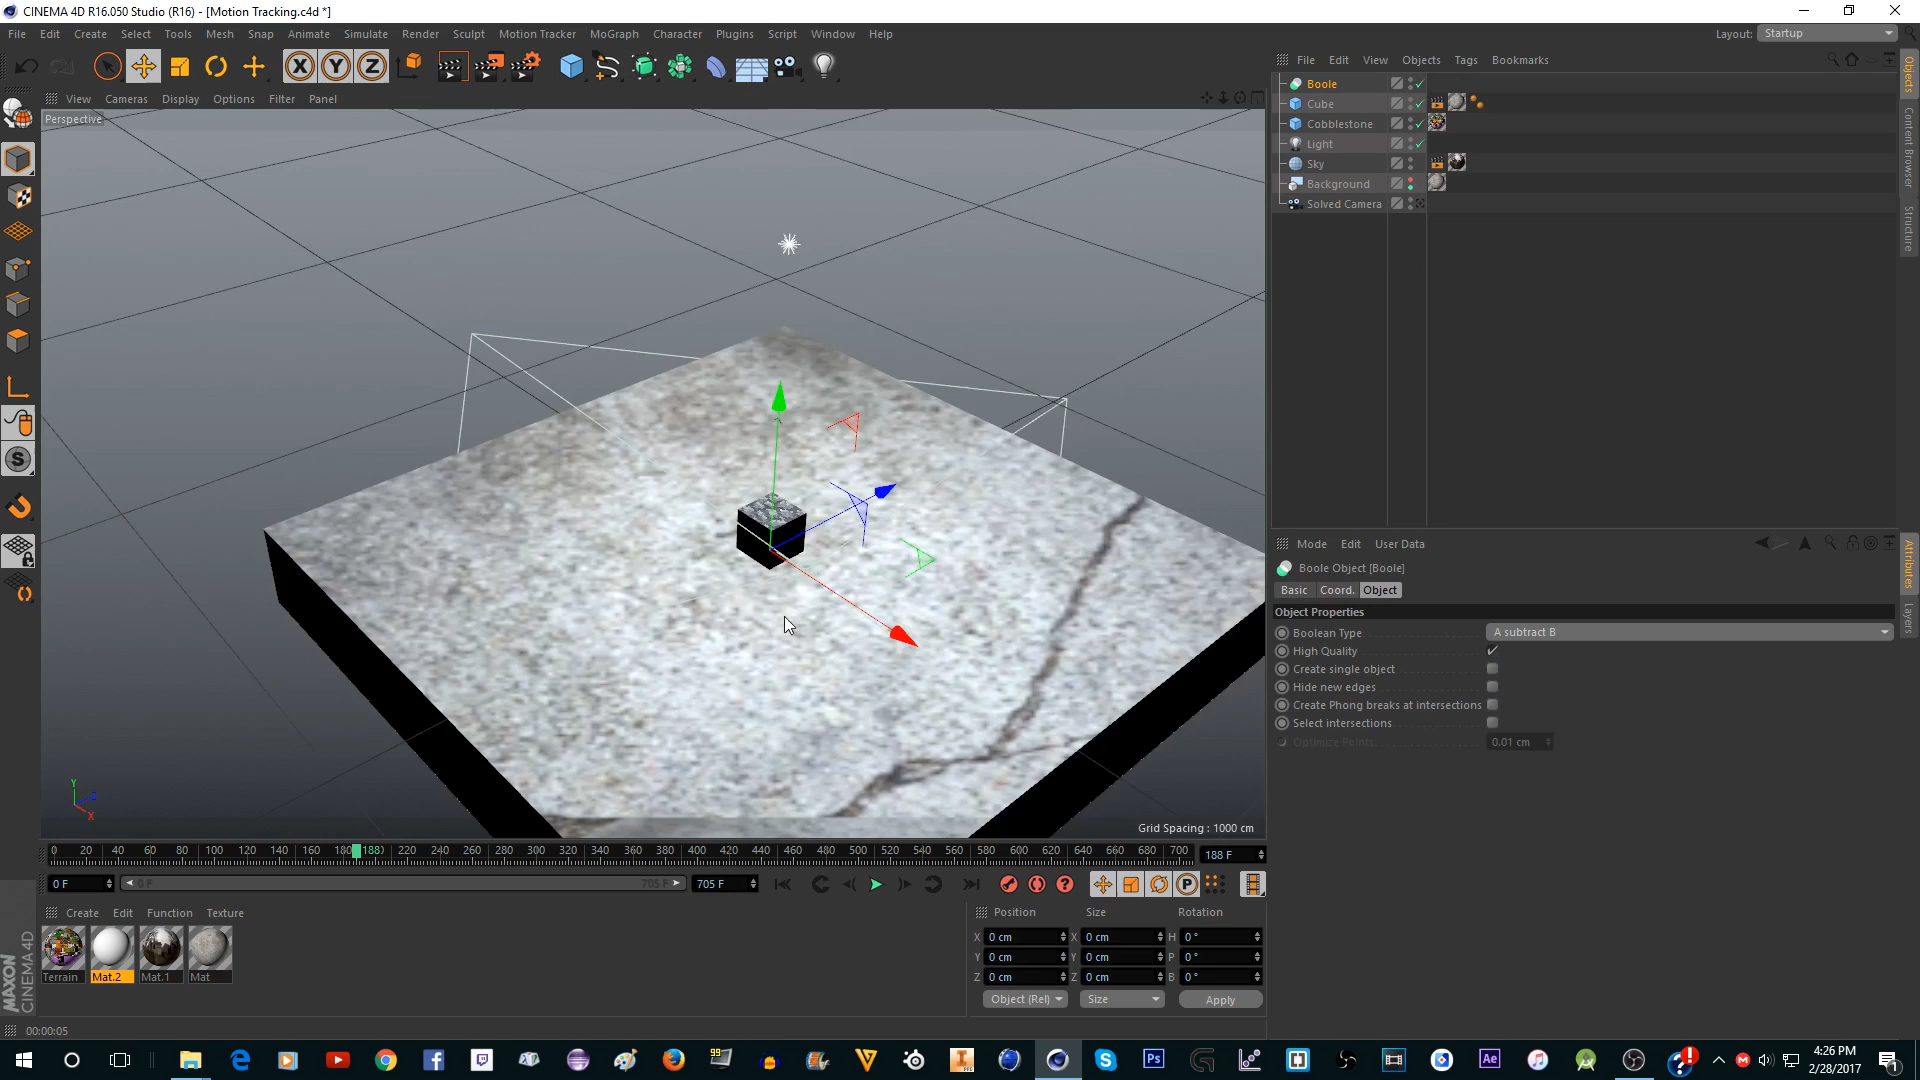 CINEMA 4D R16.050 Studio (R16) - [Motion Tracking.c4d *]
File Edit Create Select Tools Mesh Snap Animate Simulate Render Sculpt Motion Tracker MoGraph Character Plugins Script Window Help
Layout: Startup
View Cameras Display Options Filter Panel
Perspective
Grid Spacing : 1000 cm
Y
Z
X
File Edit View Objects Tags Bookmarks
Boole
Cube
Cobblestone
Light
Sky
Background
Solved Camera
Objects
Content Browser
Structure
Mode Edit User Data
Boole Object [Boole]
Basic Coord. Object
Object Properties
Boolean Type A subtract B
High Quality
Create single object
Hide new edges
Create Phong breaks at intersections
Select intersections
Optimize Points 0.01 cm
Attributes
Layers
0 20 40 60 80 100 120 140 160 180 188 220 240 260 280 300 320 340 360 380 400 420 440 460 480 500 520 540 560 580 600 620 640 660 680 700 188 F
0 F 0 F 705 F 705 F
Create Edit Function Texture
Terrain Mat.2 Mat.1 Mat
Position Size Rotation
X 0 cm X 0 cm H 0 °
Y 0 cm Y 0 cm P 0 °
Z 0 cm Z 0 cm B 0 °
Object (Rel) Size Apply
MAXON
CINEMA 4D
00:00:05
4:26 PM
2/28/2017